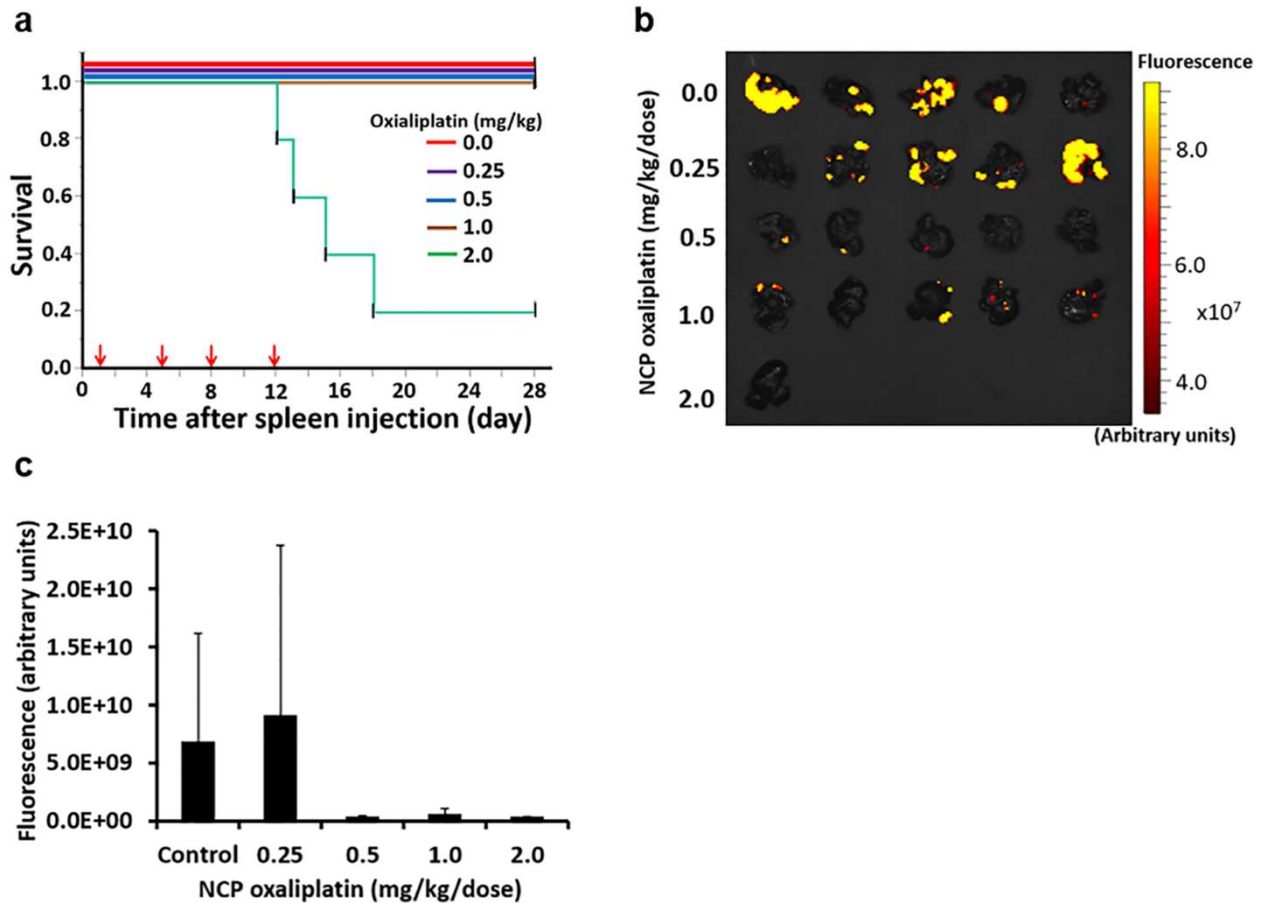 a
Survival
1.0
0.8
0.6
0.4
0.2
0.0
Oxialiplatin (mg/kg)
0.0
0.25
0.5
1.0
2.0
0 4 8 12 16 20 24 28
Time after spleen injection (day)
b
NCP oxaliplatin (mg/kg/dose)
0.0
0.25
0.5
1.0
2.0
Fluorescence
8.0
6.0
x10⁷
4.0
(Arbitrary units)
c
Fluorescence (arbitrary units)
2.5E+10
2.0E+10
1.5E+10
1.0E+10
5.0E+09
0.0E+00
Control 0.25 0.5 1.0 2.0
NCP oxaliplatin (mg/kg/dose)